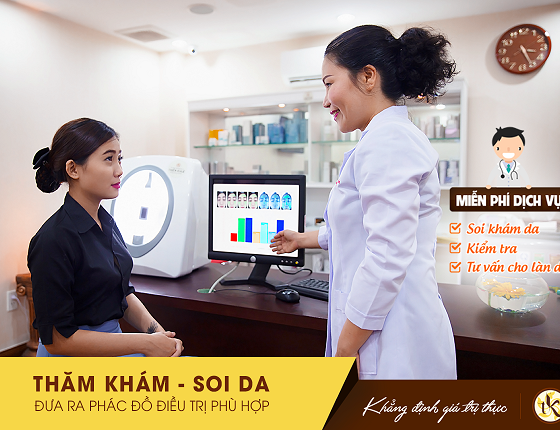 MIỄN PHÍ DỊCH VỤ
Soi khám da
Kiểm tra
Tư vấn cho làn d
THĂM KHÁM - SOI DA
ĐƯA RA PHÁC ĐỒ ĐIỀU TRỊ PHÙ HỢP
Khẳng định giá trị thực